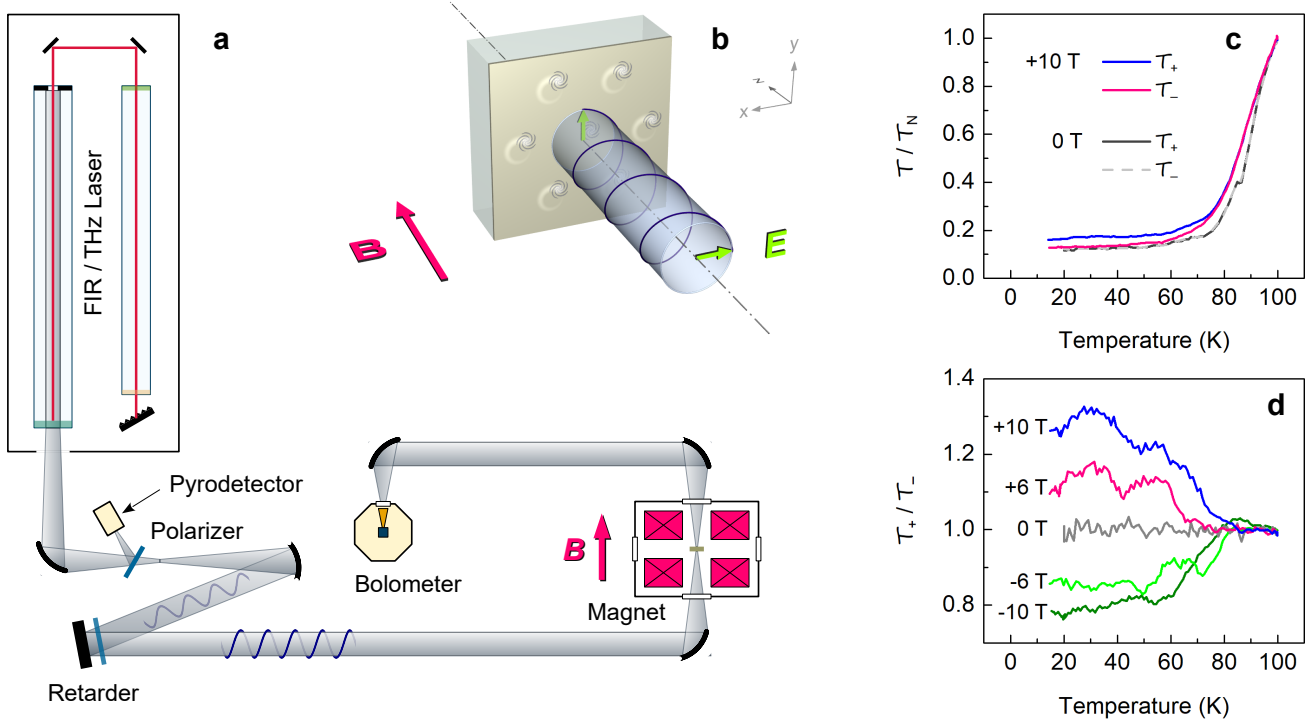 a
FIR / THz Laser
Pyrodetector
Polarizer
Retarder
Bolometer
B
Magnet
b
y
z
x
B
E
c
1.0
0.8
0.6
0.4
0.2
0.0
𝒯 / 𝒯N
+10 T
𝒯+
𝒯−
0 T
𝒯+
𝒯−
0 20 40 60 80 100
Temperature (K)
d
1.4
1.2
1.0
0.8
𝒯+ / 𝒯−
+10 T
+6 T
0 T
-6 T
-10 T
0 20 40 60 80 100
Temperature (K)